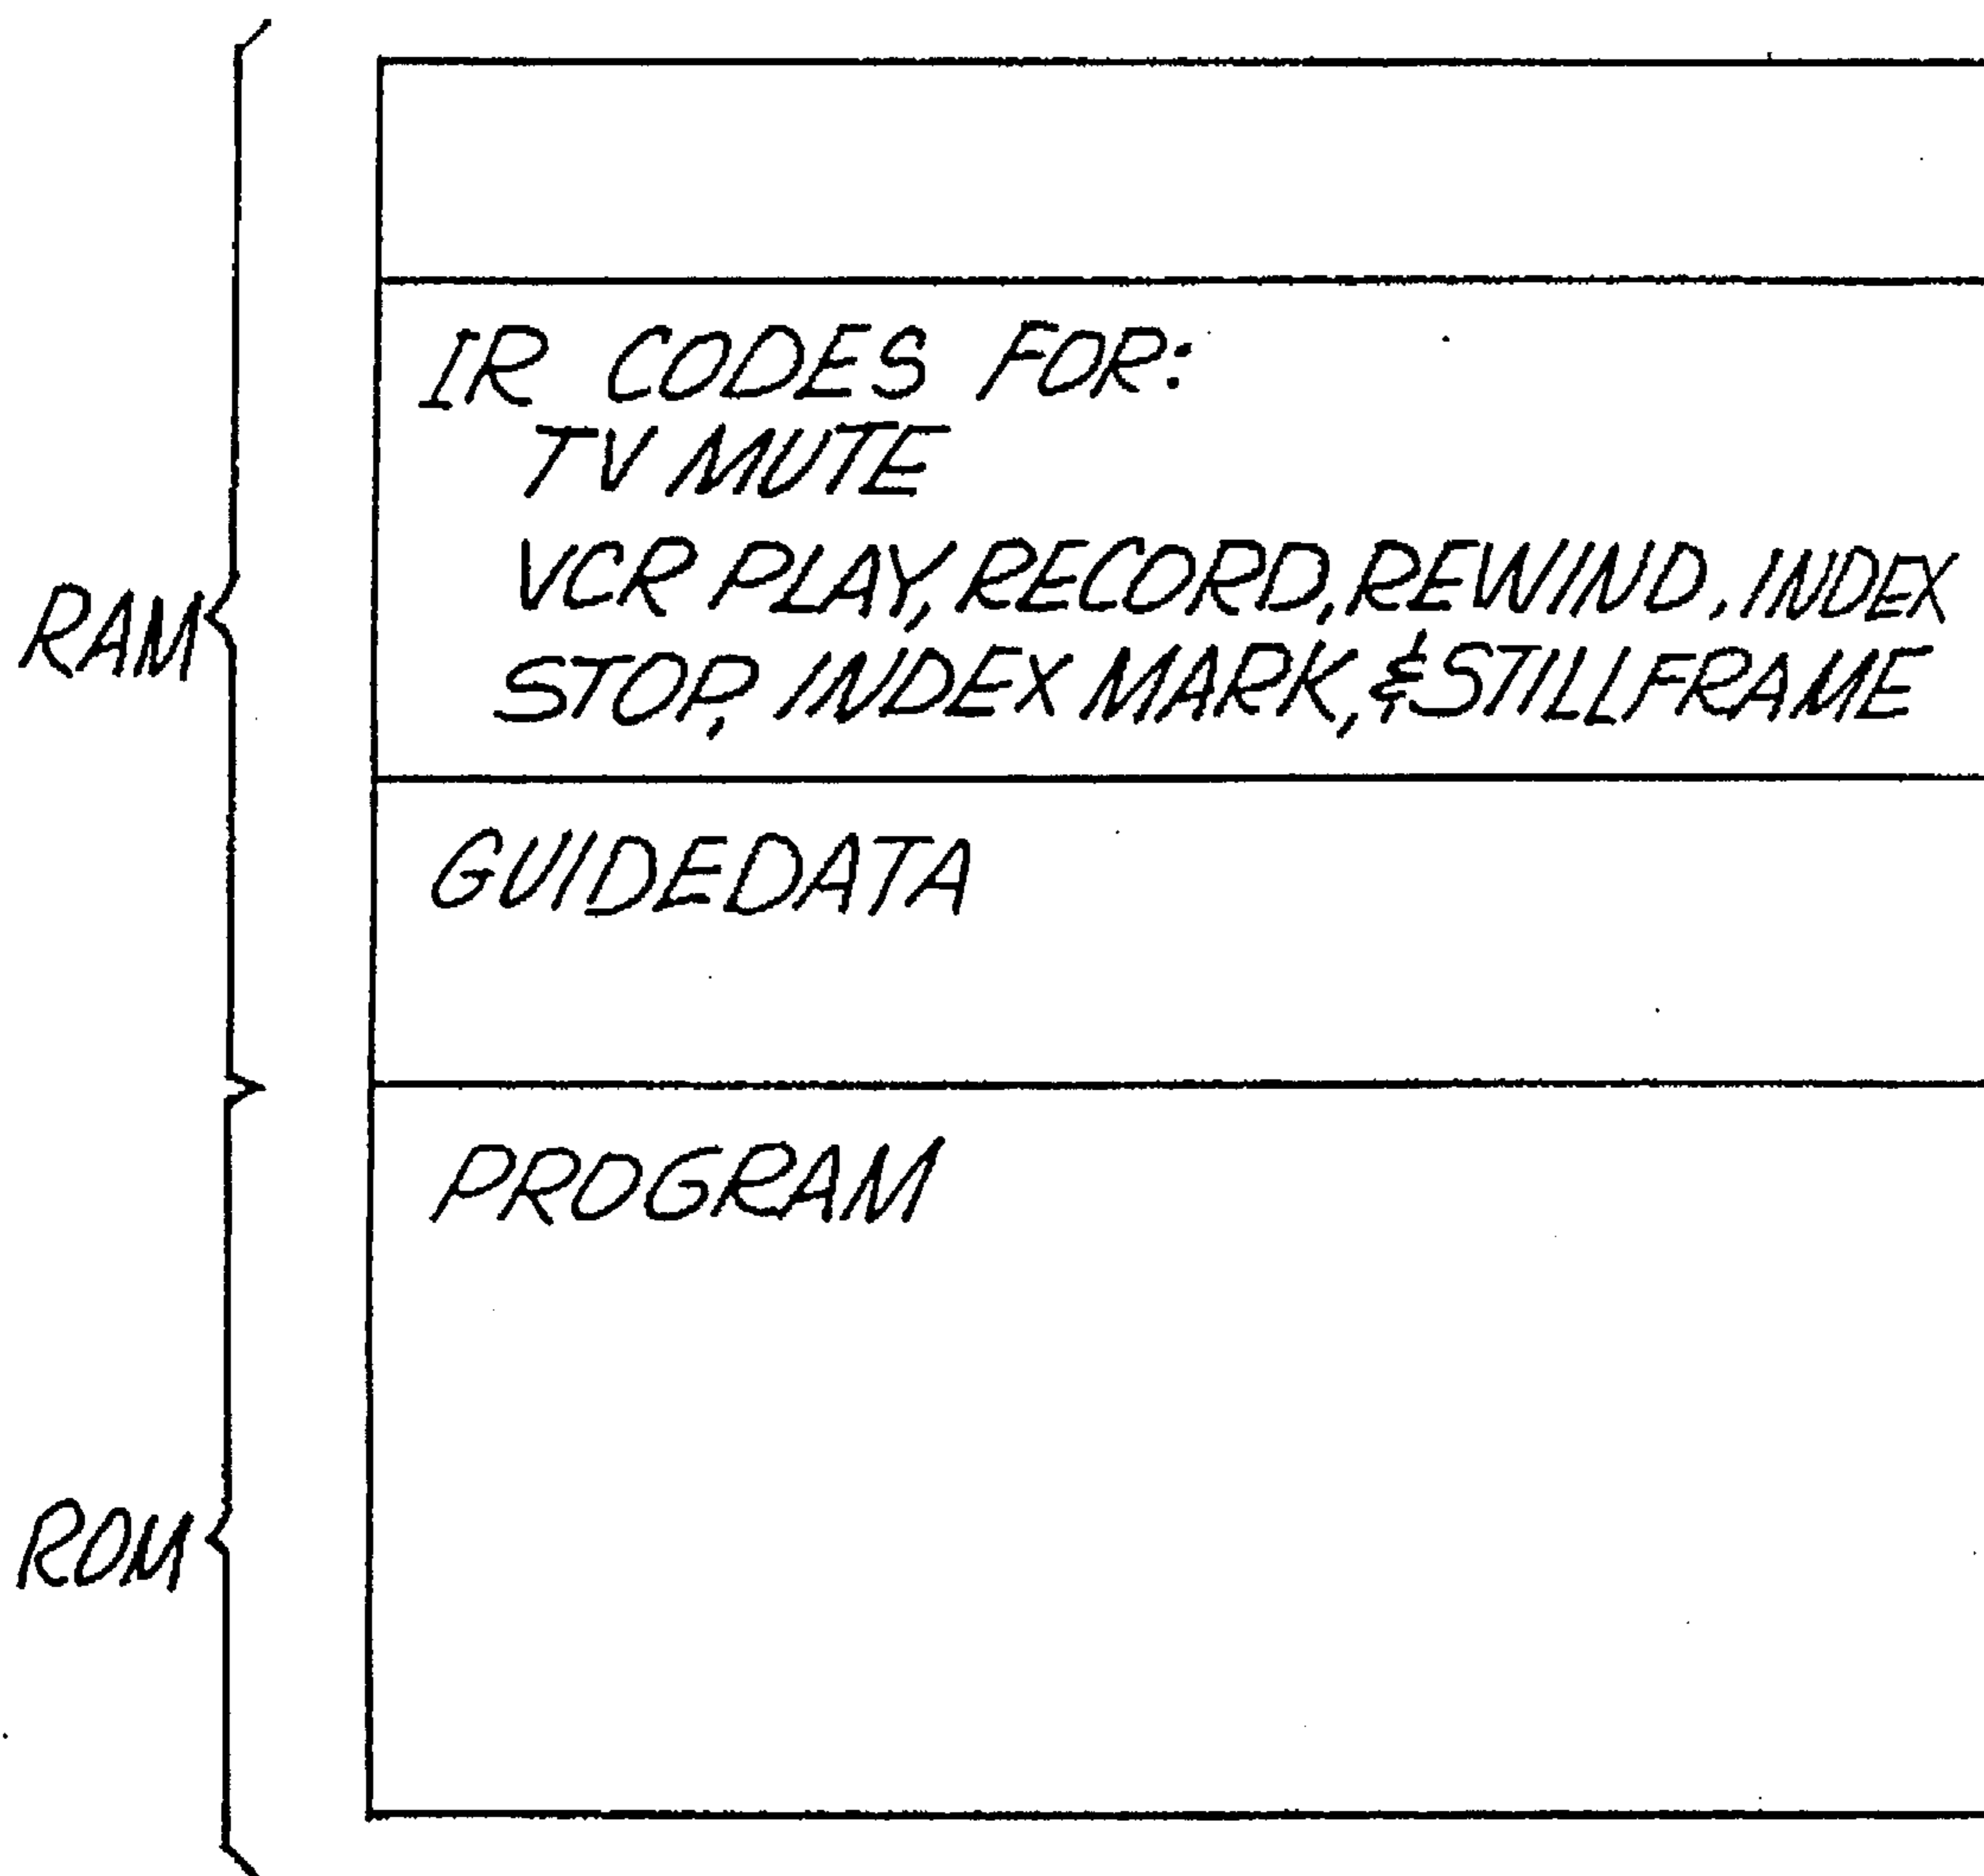 IR CODES FOR:
TV MUTE
VCR PLAY, RECORD, REWIND, INDEX
STOP, INDEX MARK, & STILLFRAME
RAM
GUIDEDATA
PROGRAM
ROM